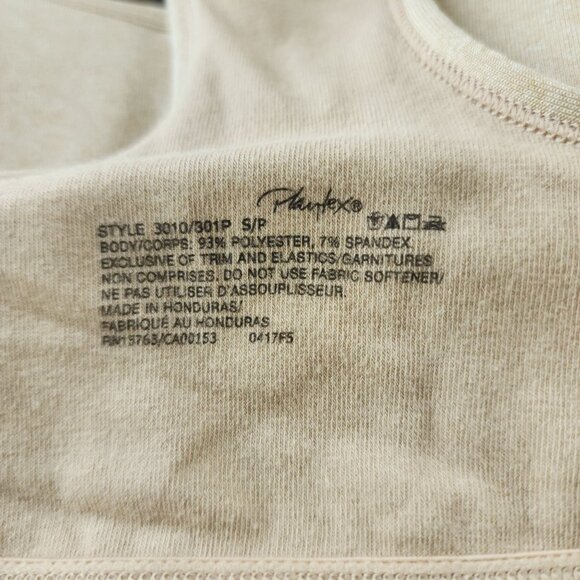 Playtex®
STYLE 3010/301P S/P
BODY/CORPS: 93% POLYESTER, 7% SPANDEX,
EXCLUSIVE OF TRIM AND ELASTICS/GARNITURES
NON COMPRISES. DO NOT USE FABRIC SOFTENER/
NE PAS UTILISER D'ASSOUPLISSEUR.
MADE IN HONDURAS/
FABRIQUÉ AU HONDURAS
RN15763/CA00153 0417F5